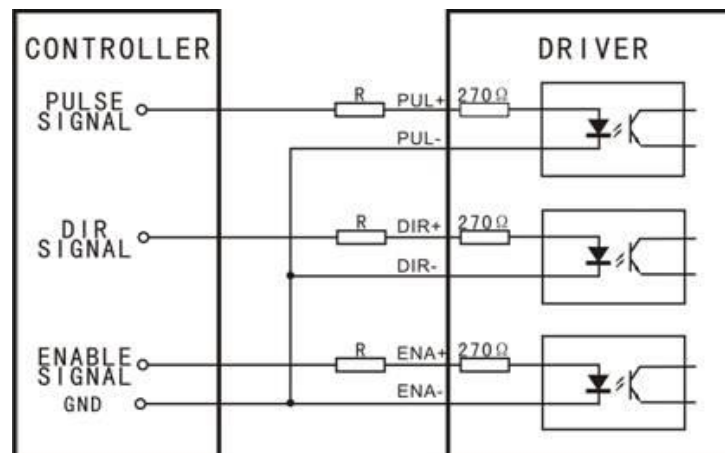 CONTROLLER
DRIVER
PULSE
SIGNAL
R
PUL+
270Ω
PUL-
DIR
SIGNAL
R
DIR+
270Ω
DIR-
ENABLE
SIGNAL
R
ENA+
270Ω
GND
ENA-